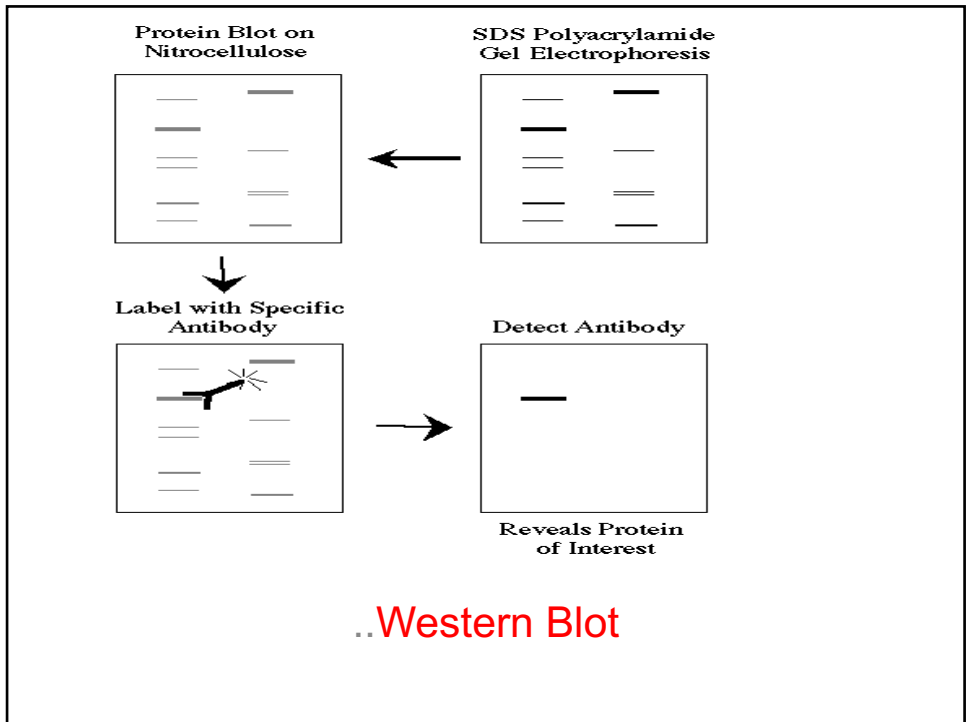 Protein Blot on
Nitrocellulose
SDS Polyacrylamide
Gel Electrophoresis
Label with Specific
Antibody
Detect Antibody
Reveals Protein
of Interest
..Western Blot